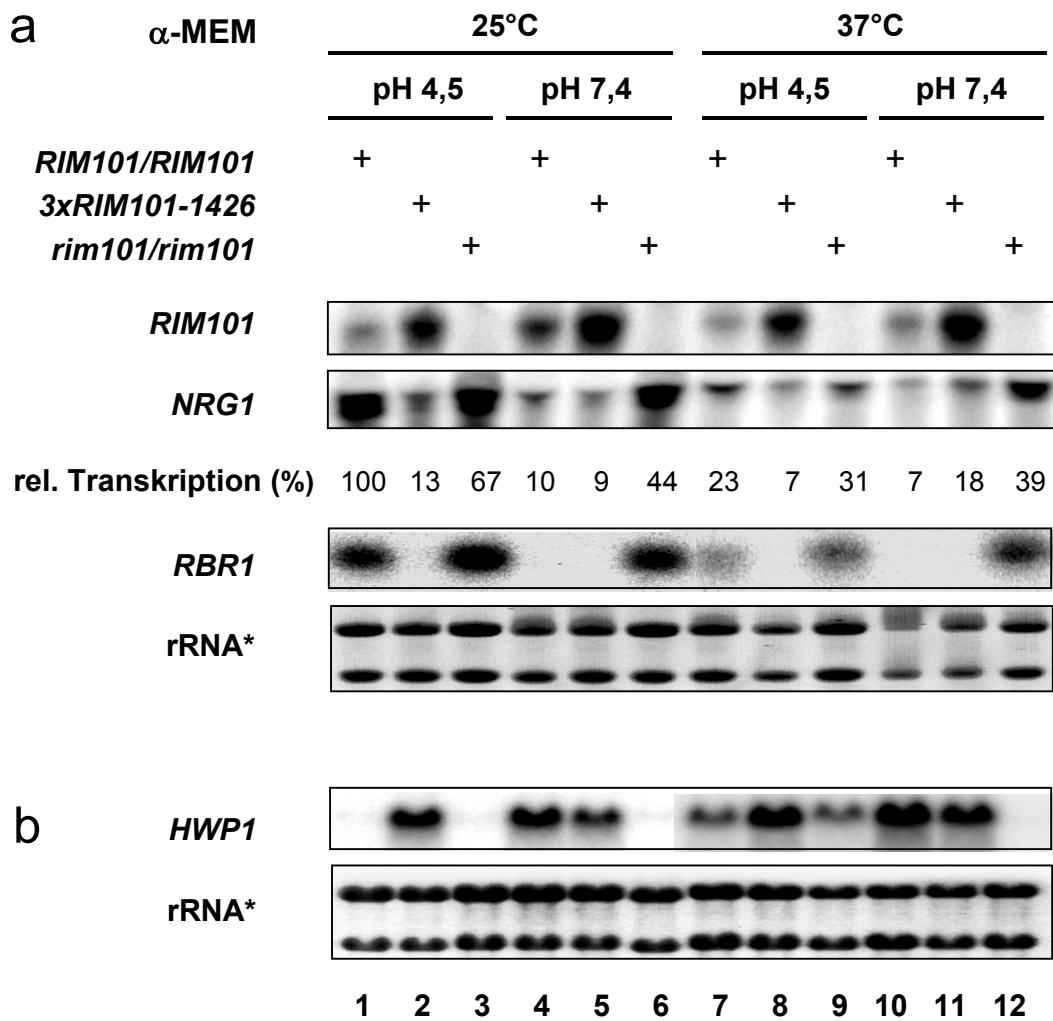 a α-MEM 25°C 37°C
pH 4,5 pH 7,4 pH 4,5 pH 7,4
RIM101/RIM101 + + + +
3xRIM101-1426 + + + +
rim101/rim101 + + + +
RIM101
NRG1
rel. Transkription (%) 100 13 67 10 9 44 23 7 31 7 18 39
RBR1
rRNA*
b HWP1
rRNA*
1 2 3 4 5 6 7 8 9 10 11 12